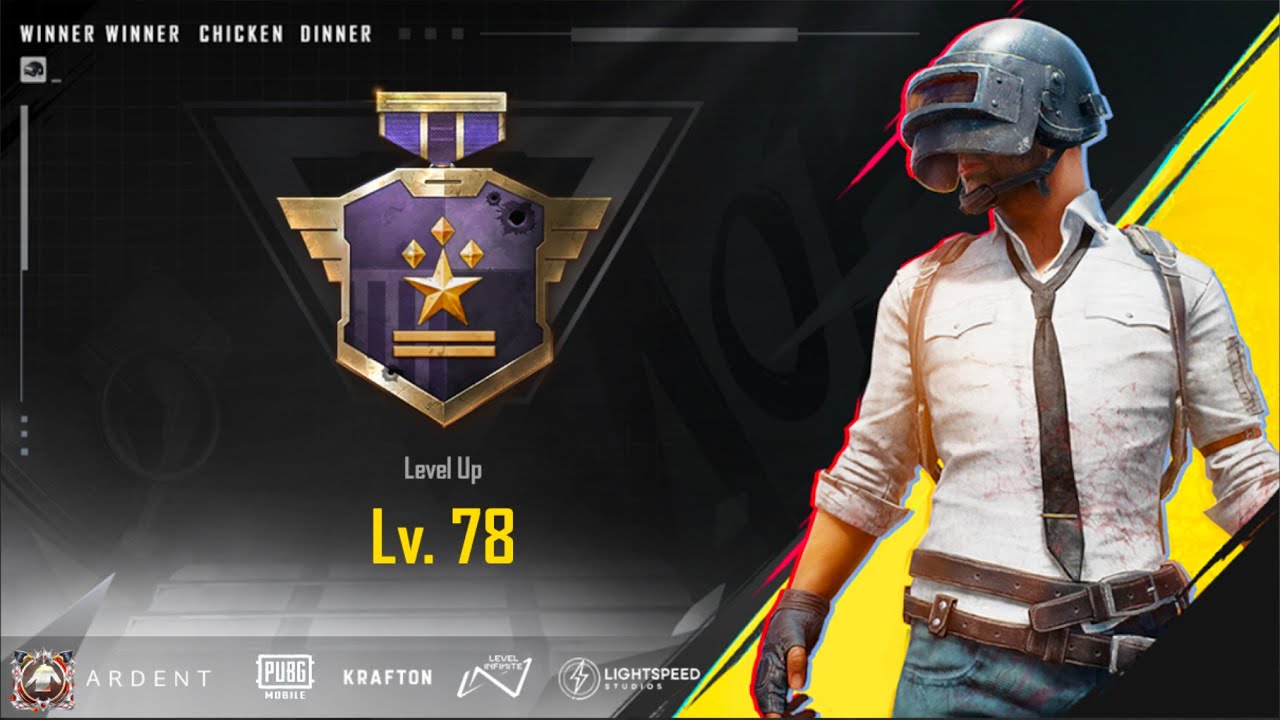 WINNER WINNER CHICKEN DINNER
Level Up
Lv. 78
ARDENT
PUBG
MOBILE
KRAFTON
LEVEL
INFINITE
LIGHTSPEED
STUDIOS